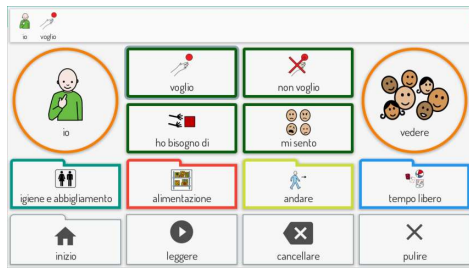 io voglio
voglio
non voglio
io
ho bisogno di
mi sento
vedere
igiene e abbigliamento
alimentazione
andare
tempo libero
inizio
leggere
cancellare
pulire